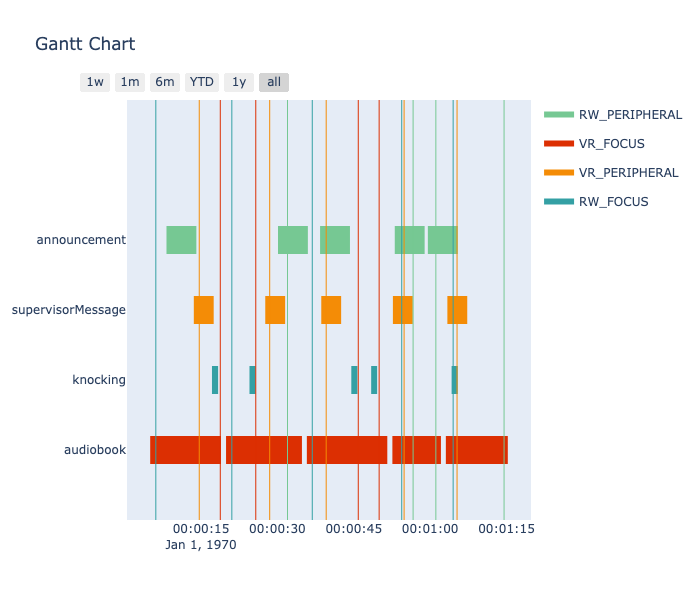 Gantt Chart
1w 1m 6m YTD 1y all
RW_PERIPHERAL
VR_FOCUS
VR_PERIPHERAL
RW_FOCUS
announcement
supervisorMessage
knocking
audiobook
00:00:15 00:00:30 00:00:45 00:01:00 00:01:15
Jan 1, 1970